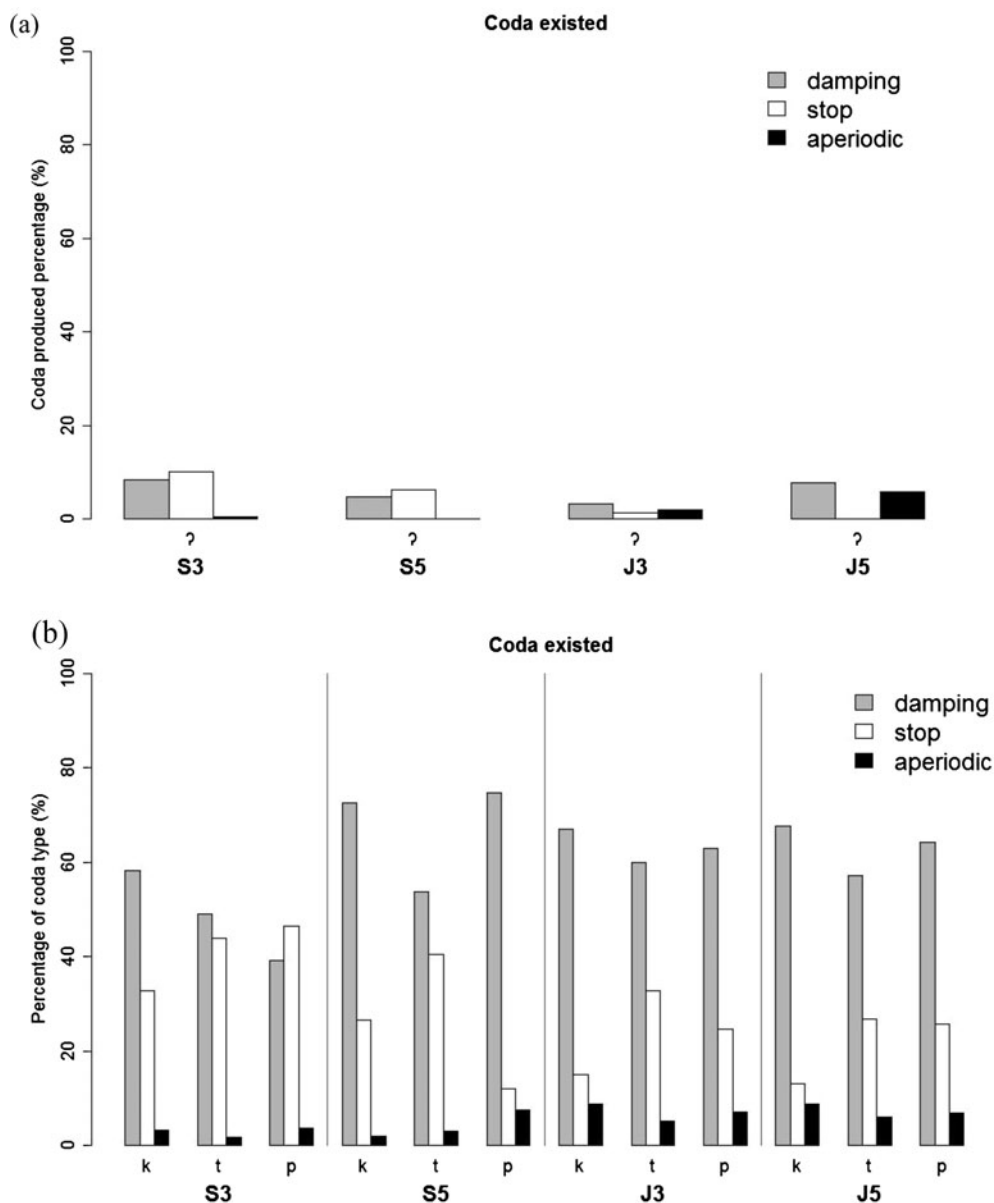 (a)
Coda existed
damping
stop
aperiodic
Coda produced percentage (%)
100
80
60
40
20
0
ʔ ʔ ʔ ʔ
S3 S5 J3 J5
(b)
Coda existed
damping
stop
aperiodic
Percentage of coda type (%)
100
80
60
40
20
0
k t p k t p k t p k t p
S3 S5 J3 J5